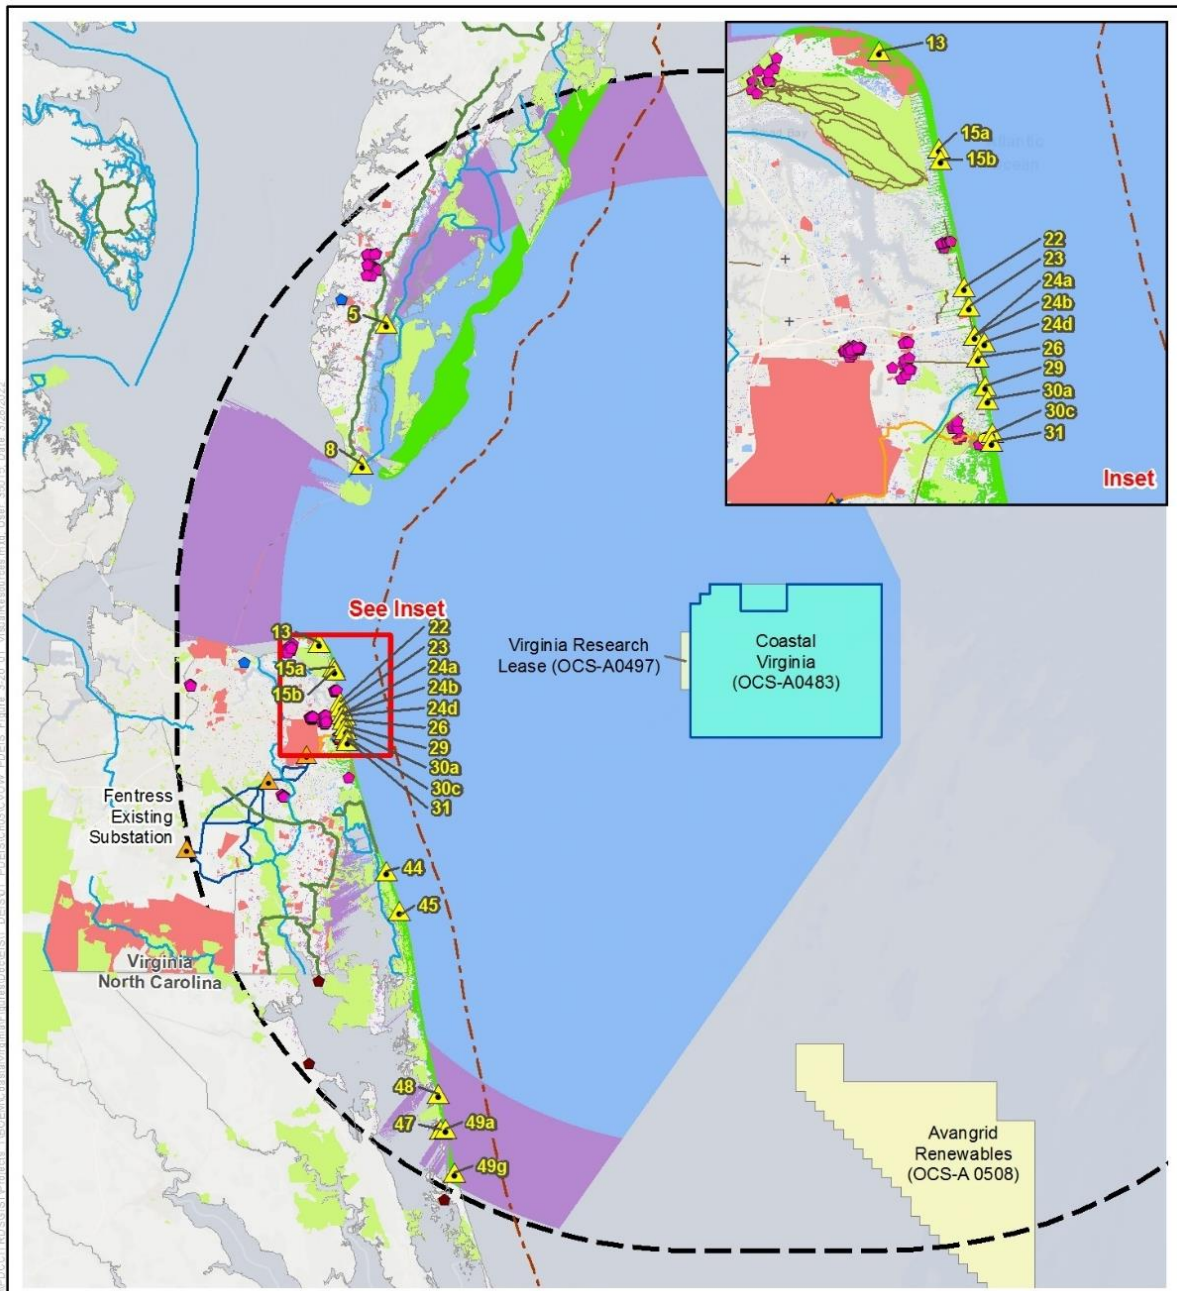 13
15a
15b
22
23
24a
24b
24d
26
29
30a
30c
31
Inset
5
8
See Inset
13
15a
15b
22
23
24a
24b
24d
26
29
30a
30c
31
Virginia Research
Lease (OCS-A0497)
Coastal
Virginia
(OCS-A0483)
Fentress
Existing
Substation
44
45
Virginia
North Carolina
48
47
49a
49g
Avangrid
Renewables
(OCS-A 0508)